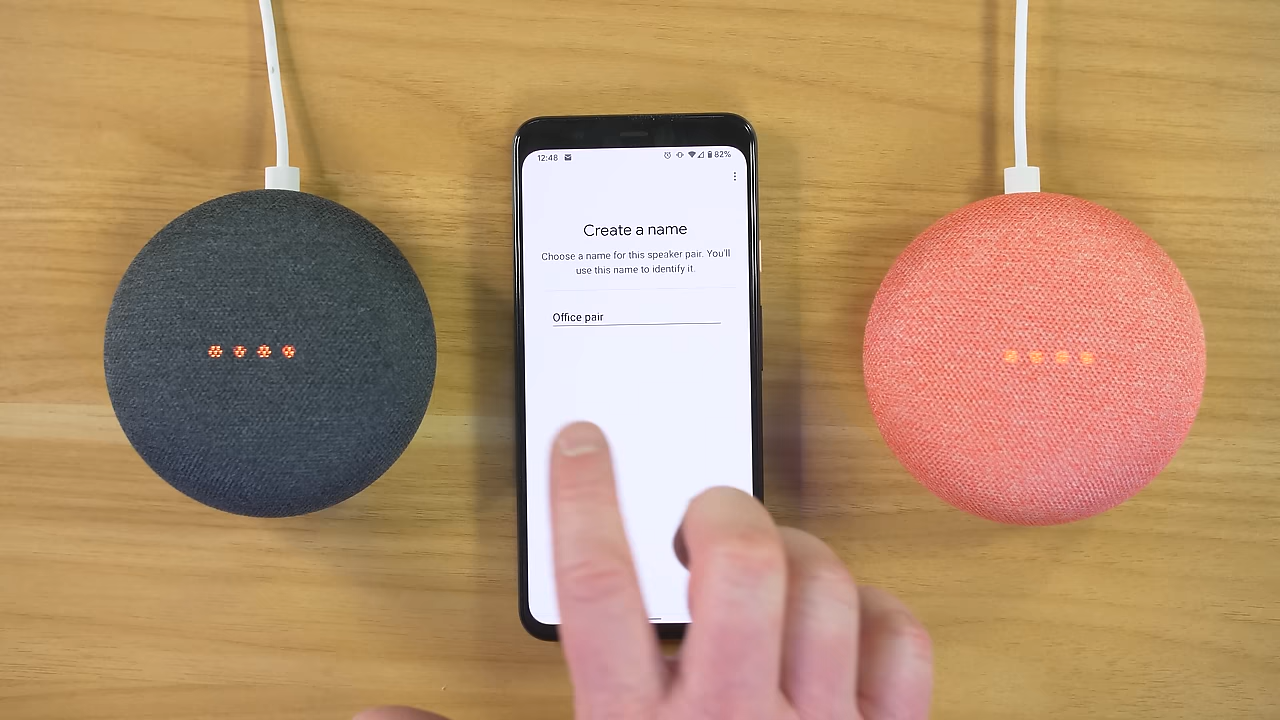 12:48 82%
Create a name
Choose a name for this speaker pair. You'll
use this name to identify it.
Office pair